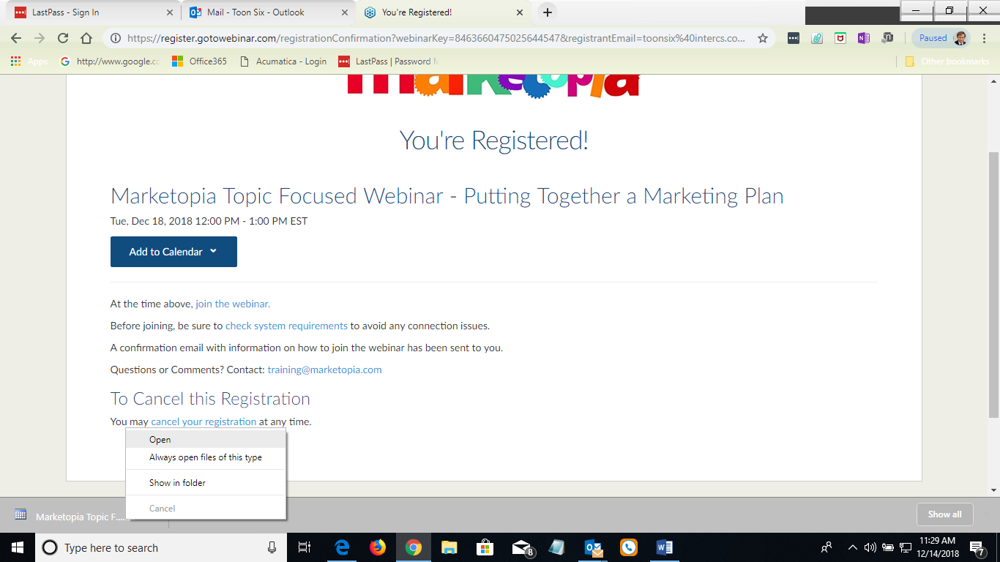 LastPass - Sign In
Mail - Toon Six - Outlook
You're Registered!
https://register.gotowebinar.com/registrationConfirmation?webinarKey=84636604750256445​47&registrantEmail=toonsix%40intercs.co...
Paused
Apps
http://www.google.cc
Office365
Acumatica - Login
LastPass | Password M
Other bookmarks
marketopia
You're Registered!
Marketopia Topic Focused Webinar - Putting Together a Marketing Plan
Tue, Dec 18, 2018 12:00 PM - 1:00 PM EST
Add to Calendar
At the time above, join the webinar.
Before joining, be sure to check system requirements to avoid any connection issues.
A confirmation email with information on how to join the webinar has been sent to you.
Questions or Comments? Contact: training@marketopia.com
To Cancel this Registration
You may cancel your registration at any time.
Open
Always open files of this type
Show in folder
Cancel
Marketopia Topic F....
Show all
Type here to search
8
11:29 AM
12/14/2018
7